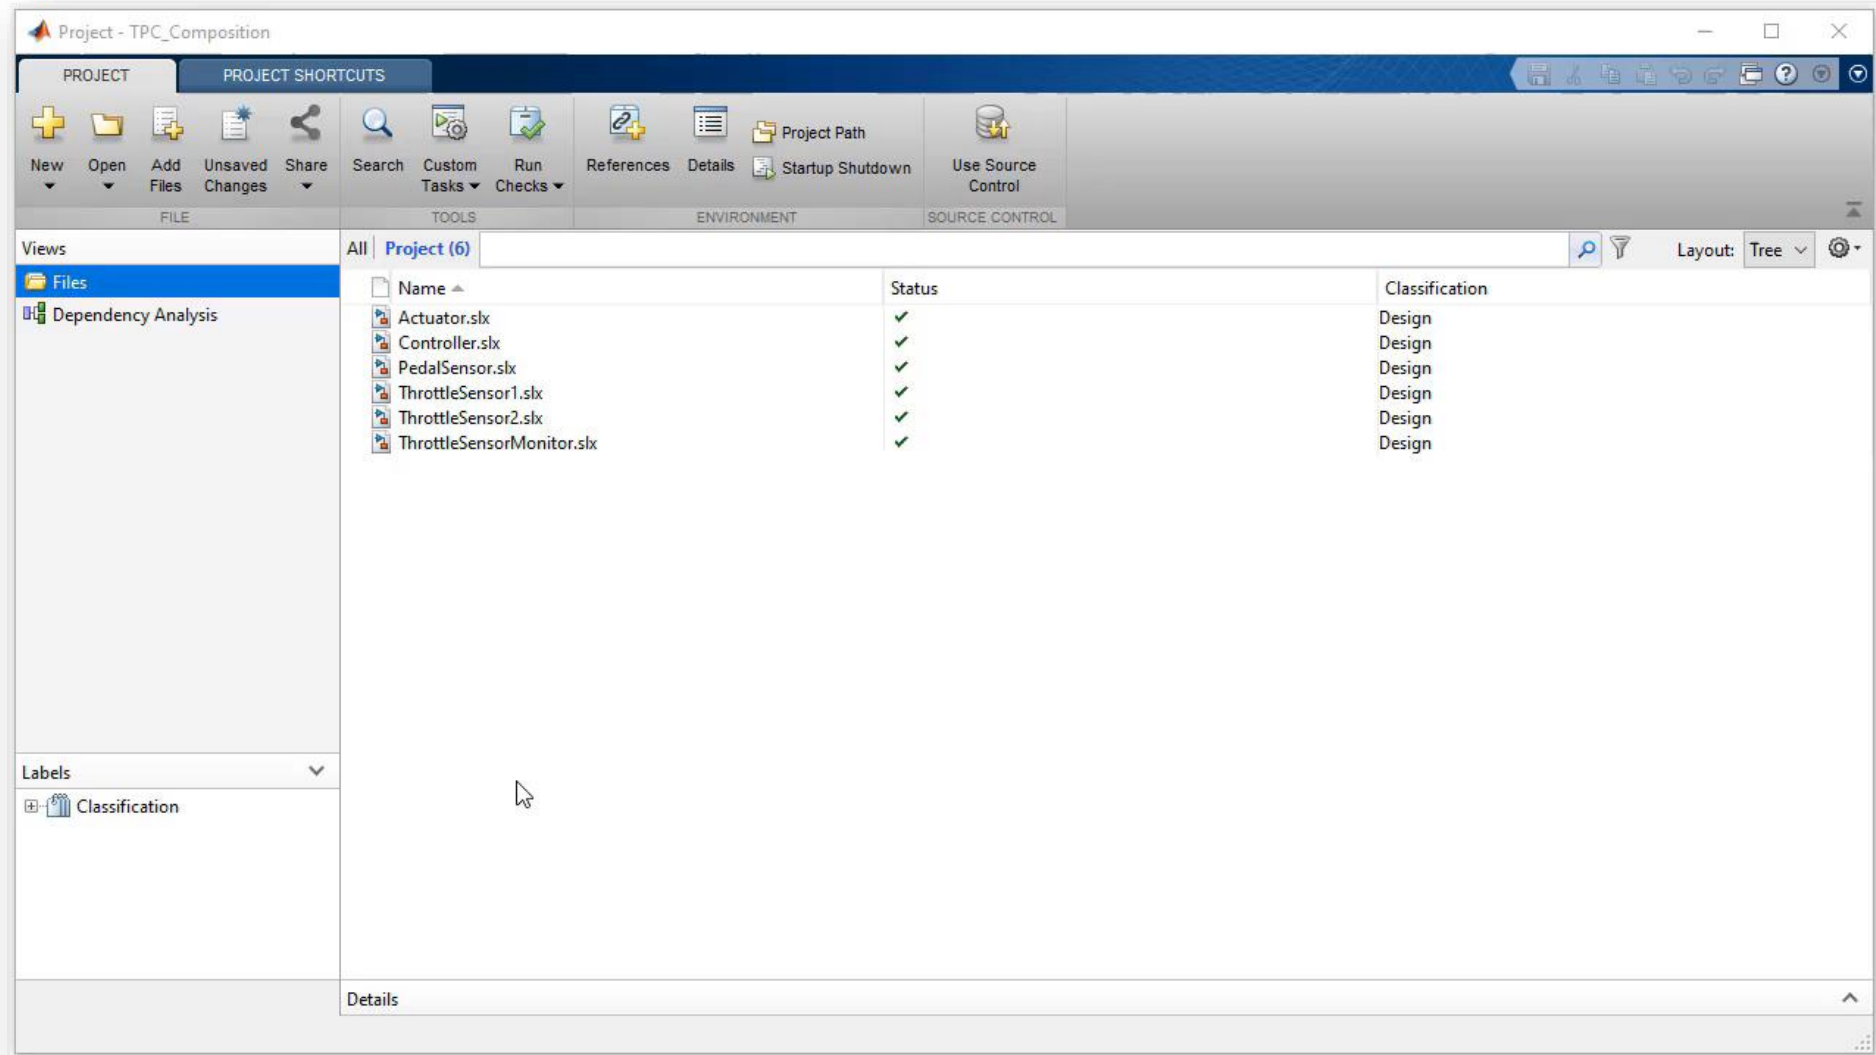 Project - TPC_Composition
PROJECT
PROJECT SHORTCUTS
New
Open
Add Files
Unsaved Changes
Share
Search
Custom Tasks
Run Checks
References
Details
Project Path
Startup Shutdown
Use Source Control
FILE
TOOLS
ENVIRONMENT
SOURCE CONTROL
Views
Files
Dependency Analysis
All
Project (6)
Layout: Tree
Name Status Classification
Actuator.slx Design
Controller.slx Design
PedalSensor.slx Design
ThrottleSensor1.slx Design
ThrottleSensor2.slx Design
ThrottleSensorMonitor.slx Design
Labels
Classification
Details